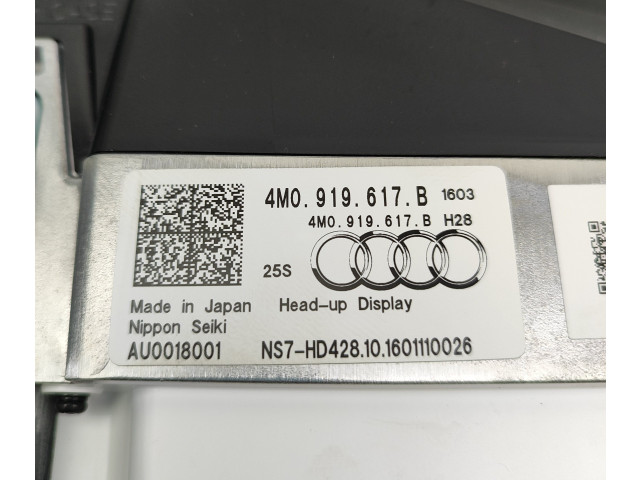 4M0.919.617.B 1603
4M0.919.617.B H28
25S
Made in Japan Head-up Display
Nippon Seiki
AU0018001 NS7-HD428.10.1601110026